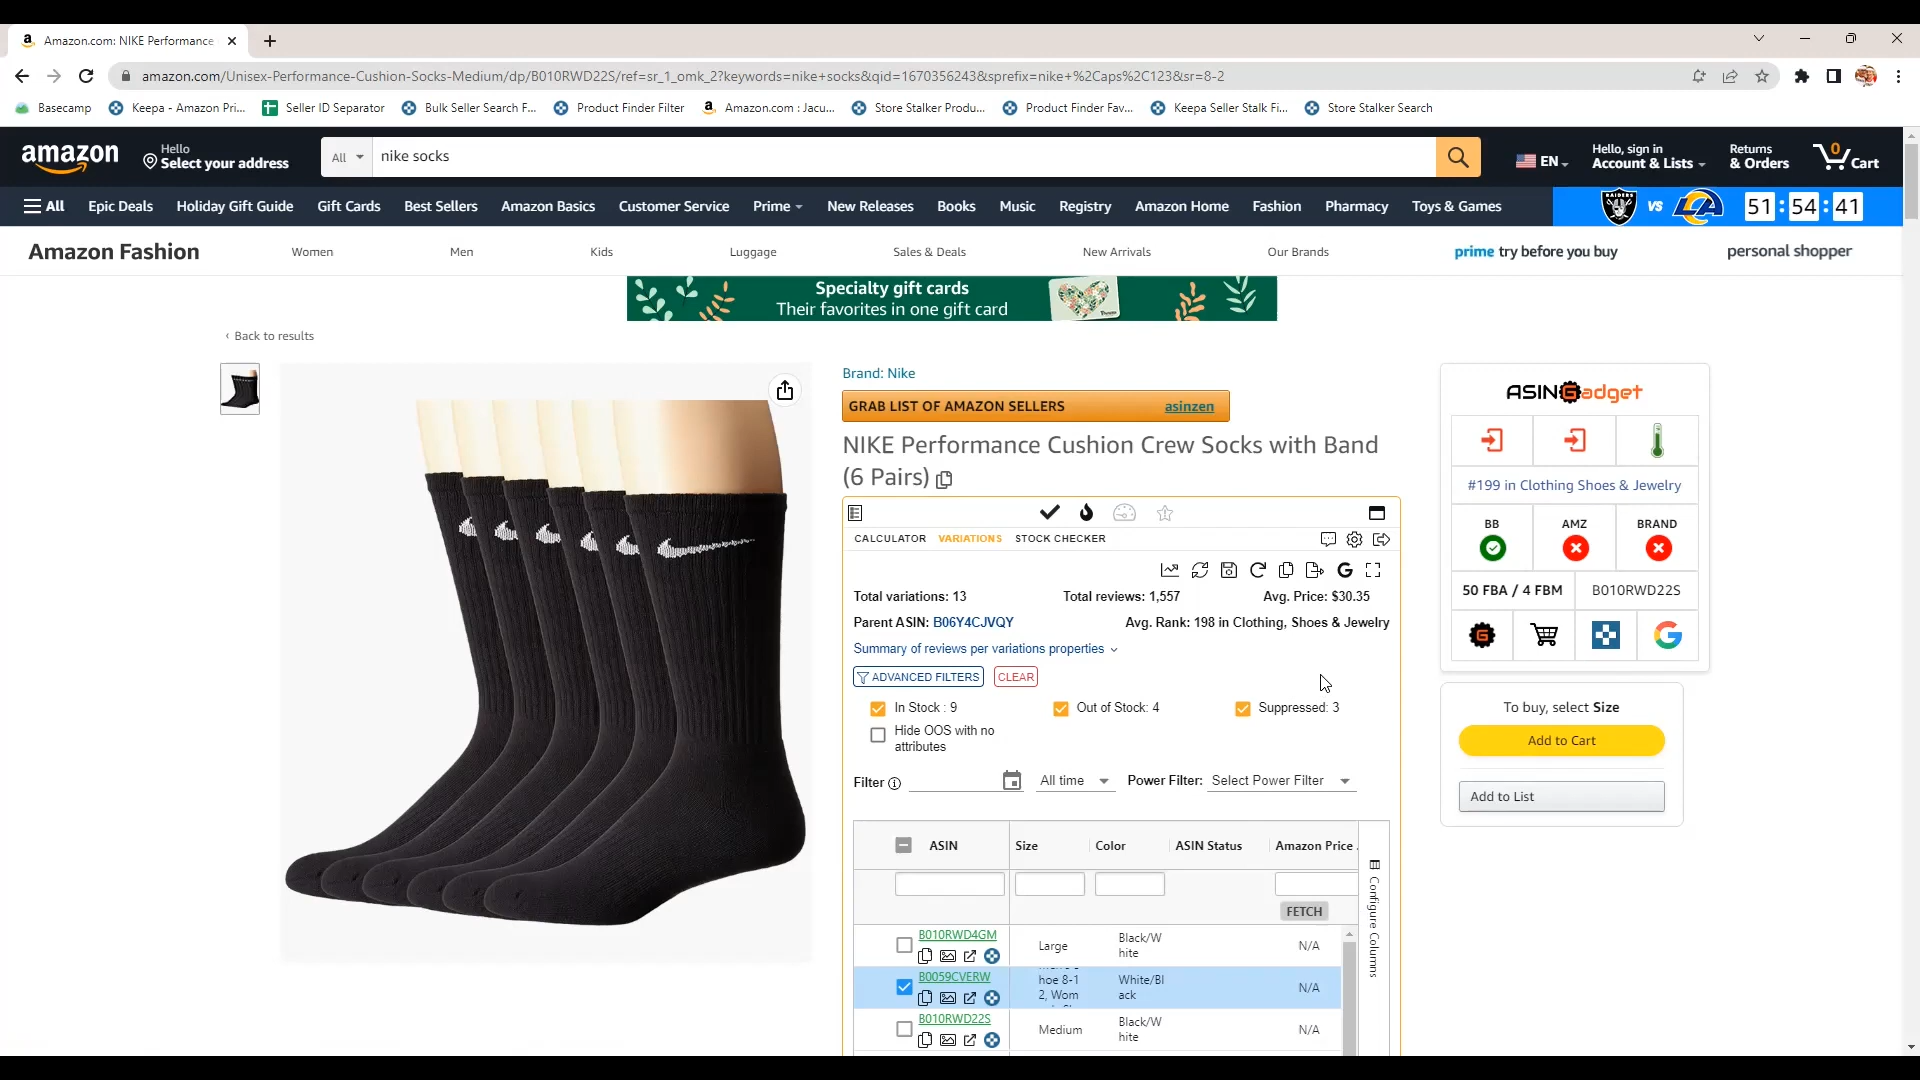 Amazon.com: NIKE Performance
amazon.com/Unisex-Performance-Cushion-Socks-Medium/dp/B010RWD22S/ref=sr_1_omk_2?keywords=nike+socks&qid=1670356243&sprefix=nike+%2Caps%2C123&sr=8-2
Basecamp
Keepa - Amazon Pri...
Seller ID Separator
Bulk Seller Search F...
Product Finder Filter
Amazon.com : Jacu...
Store Stalker Produ...
Product Finder Fav...
Keepa Seller Stalk Fi...
Store Stalker Search
amazon
Hello
Select your address
All
nike socks
EN
Hello, sign in
Account & Lists
Returns
& Orders
0
Cart
All
Epic Deals
Holiday Gift Guide
Gift Cards
Best Sellers
Amazon Basics
Customer Service
Prime
New Releases
Books
Music
Registry
Amazon Home
Fashion
Pharmacy
Toys & Games
RAIDERS
VS
51 : 54 : 41
Amazon Fashion
Women
Men
Kids
Luggage
Sales & Deals
New Arrivals
Our Brands
prime try before you buy
personal shopper
Specialty gift cards
Their favorites in one gift card
‹ Back to results
Brand: Nike
GRAB LIST OF AMAZON SELLERS
asinzen
NIKE Performance Cushion Crew Socks with Band
(6 Pairs)
CALCULATOR
VARIATIONS
STOCK CHECKER
Total variations: 13
Total reviews: 1,557
Avg. Price: $30.35
Parent ASIN: B06Y4CJVQY
Avg. Rank: 198 in Clothing, Shoes & Jewelry
Summary of reviews per variations properties
ADVANCED FILTERS
CLEAR
In Stock : 9
Out of Stock: 4
Suppressed: 3
Hide OOS with no
attributes
Filter
All time
Power Filter:
Select Power Filter
ASIN
Size
Color
ASIN Status
Amazon Price
FETCH
Configure Columns
B010RWD4GM
Large
Black/W
hite
N/A
B0059CVERW
hoe 8-1
2, Wom
White/Bl
ack
N/A
B010RWD22S
Medium
Black/W
hite
N/A
ASINGadget
#199 in Clothing Shoes & Jewelry
BB
AMZ
BRAND
50 FBA / 4 FBM
B010RWD22S
G
G
To buy, select Size
Add to Cart
Add to List